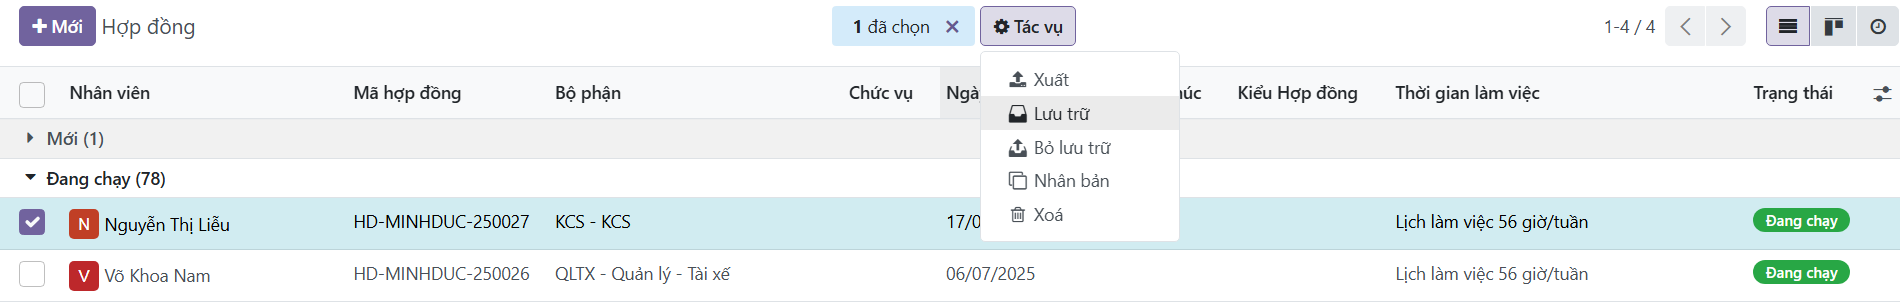 + Mới Hợp đồng 1 đã chọn × Tác vụ 1-4 / 4
Xuất
Lưu trữ
Bỏ lưu trữ
Nhân bản
Xoá
Nhân viên Mã hợp đồng Bộ phận Chức vụ Kiểu Hợp đồng Thời gian làm việc Trạng thái
Mới (1)
Đang chạy (78)
N Nguyễn Thị Liễu HD-MINHDUC-250027 KCS - KCS Lịch làm việc 56 giờ/tuần Đang chạy
V Võ Khoa Nam HD-MINHDUC-250026 QLTX - Quản lý - Tài xế 06/07/2025 Lịch làm việc 56 giờ/tuần Đang chạy